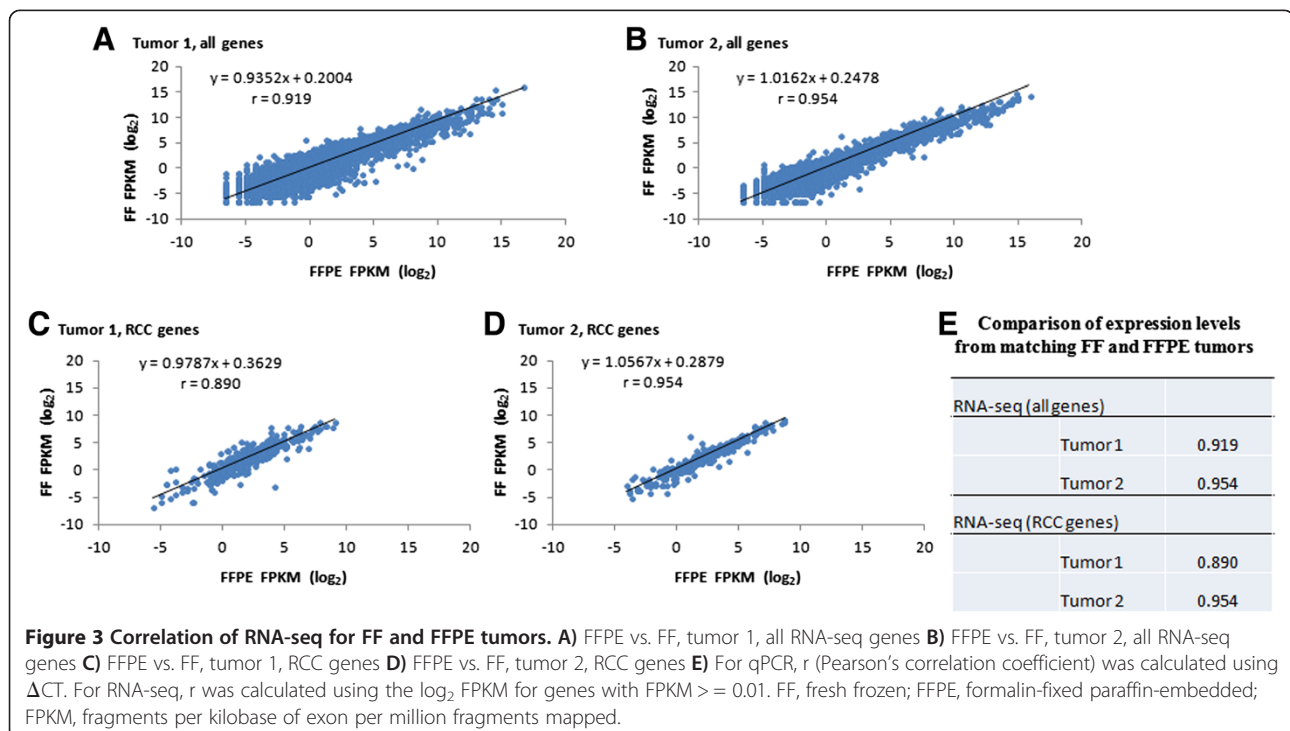 A Tumor 1, all genes
y = 0.9352x + 0.2004
r = 0.919
20
15
10
5
0
-5
-10
FF FPKM (log2)
-10 -5 0 5 10 15 20
FFPE FPKM (log2)
B Tumor 2, all genes
y = 1.0162x + 0.2478
r = 0.954
20
15
10
5
0
-5
-10
FF FPKM (log2)
-10 -5 0 5 10 15 20
FFPE FPKM (log2)
C Tumor 1, RCC genes
y = 0.9787x + 0.3629
r = 0.890
20
15
10
5
0
-5
-10
FF FPKM (log2)
-10 -5 0 5 10 15 20
FFPE FPKM (log2)
D Tumor 2, RCC genes
y = 1.0567x + 0.2879
r = 0.954
20
15
10
5
0
-5
-10
FF FPKM (log2)
-10 -5 0 5 10 15 20
FFPE FPKM (log2)
E Comparison of expression levels
from matching FF and FFPE tumors
RNA-seq (all genes)
Tumor 1 0.919
Tumor 2 0.954
RNA-seq (RCC genes)
Tumor 1 0.890
Tumor 2 0.954
Figure 3 Correlation of RNA-seq for FF and FFPE tumors. A) FFPE vs. FF, tumor 1, all RNA-seq genes B) FFPE vs. FF, tumor 2, all RNA-seq
genes C) FFPE vs. FF, tumor 1, RCC genes D) FFPE vs. FF, tumor 2, RCC genes E) For qPCR, r (Pearson's correlation coefficient) was calculated using
ΔCT. For RNA-seq, r was calculated using the log2 FPKM for genes with FPKM > = 0.01. FF, fresh frozen; FFPE, formalin-fixed paraffin-embedded;
FPKM, fragments per kilobase of exon per million fragments mapped.